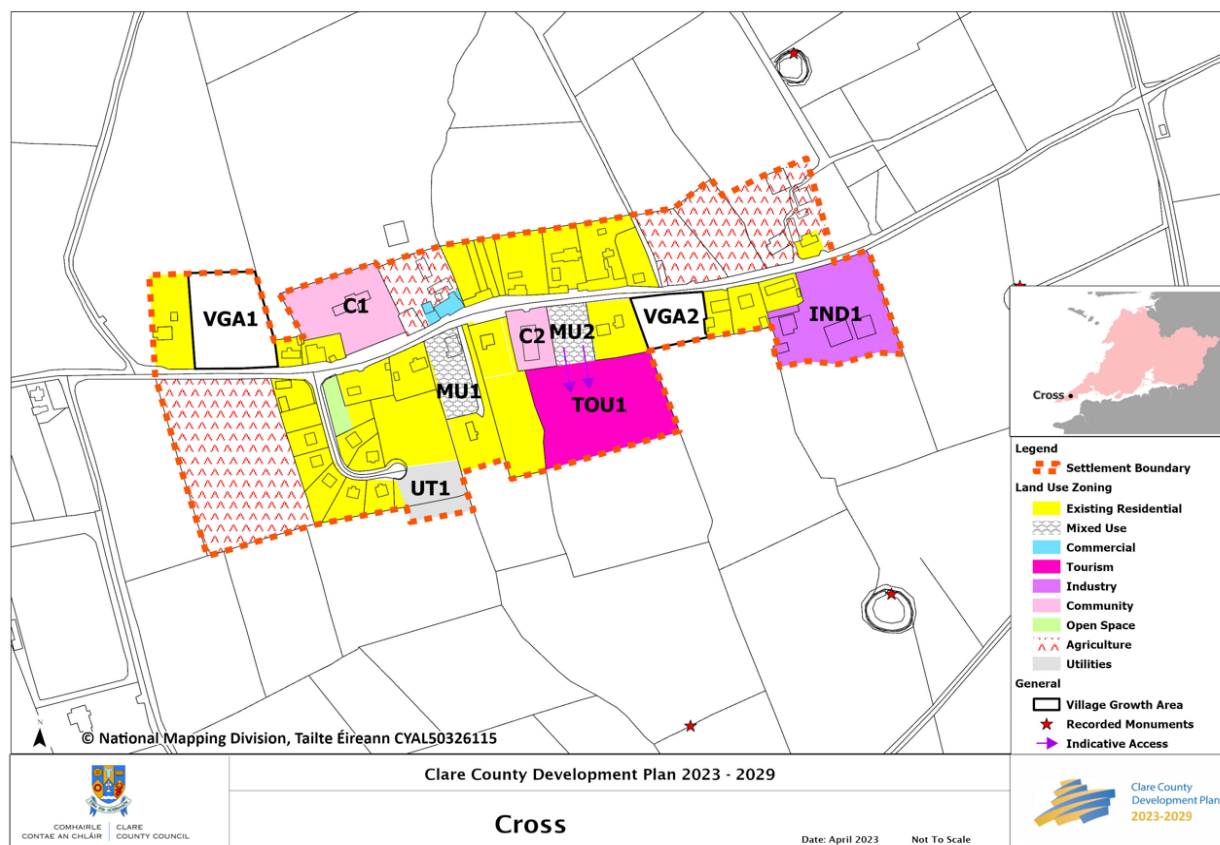 VGA1
C1
C2
MU2
VGA2
IND1
MU1
TOU1
UT1
Cross
Legend
Settlement Boundary
Land Use Zoning
Existing Residential
Mixed Use
Commercial
Tourism
Industry
Community
Open Space
Agriculture
Utilities
General
Village Growth Area
Recorded Monuments
Indicative Access
N
© National Mapping Division, Tailte Éireann CYAL50326115
COMHAIRLE CONTAE AN CHLÁIR
CLARE COUNTY COUNCIL
Clare County Development Plan 2023 - 2029
Cross
Date: April 2023 Not To Scale
Clare County
Development Plan
2023-2029